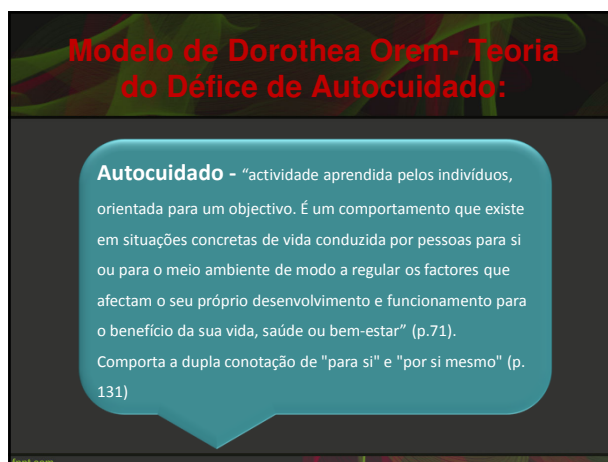 Modelo de Dorothea Orem- Teoria
do Défice de Autocuidado:
Autocuidado - “actividade aprendida pelos indivíduos,
orientada para um objectivo. É um comportamento que existe
em situações concretas de vida conduzida por pessoas para si
ou para o meio ambiente de modo a regular os factores que
afectam o seu próprio desenvolvimento e funcionamento para
o benefício da sua vida, saúde ou bem-estar” (p.71).
Comporta a dupla conotação de "para si" e "por si mesmo" (p.
131)